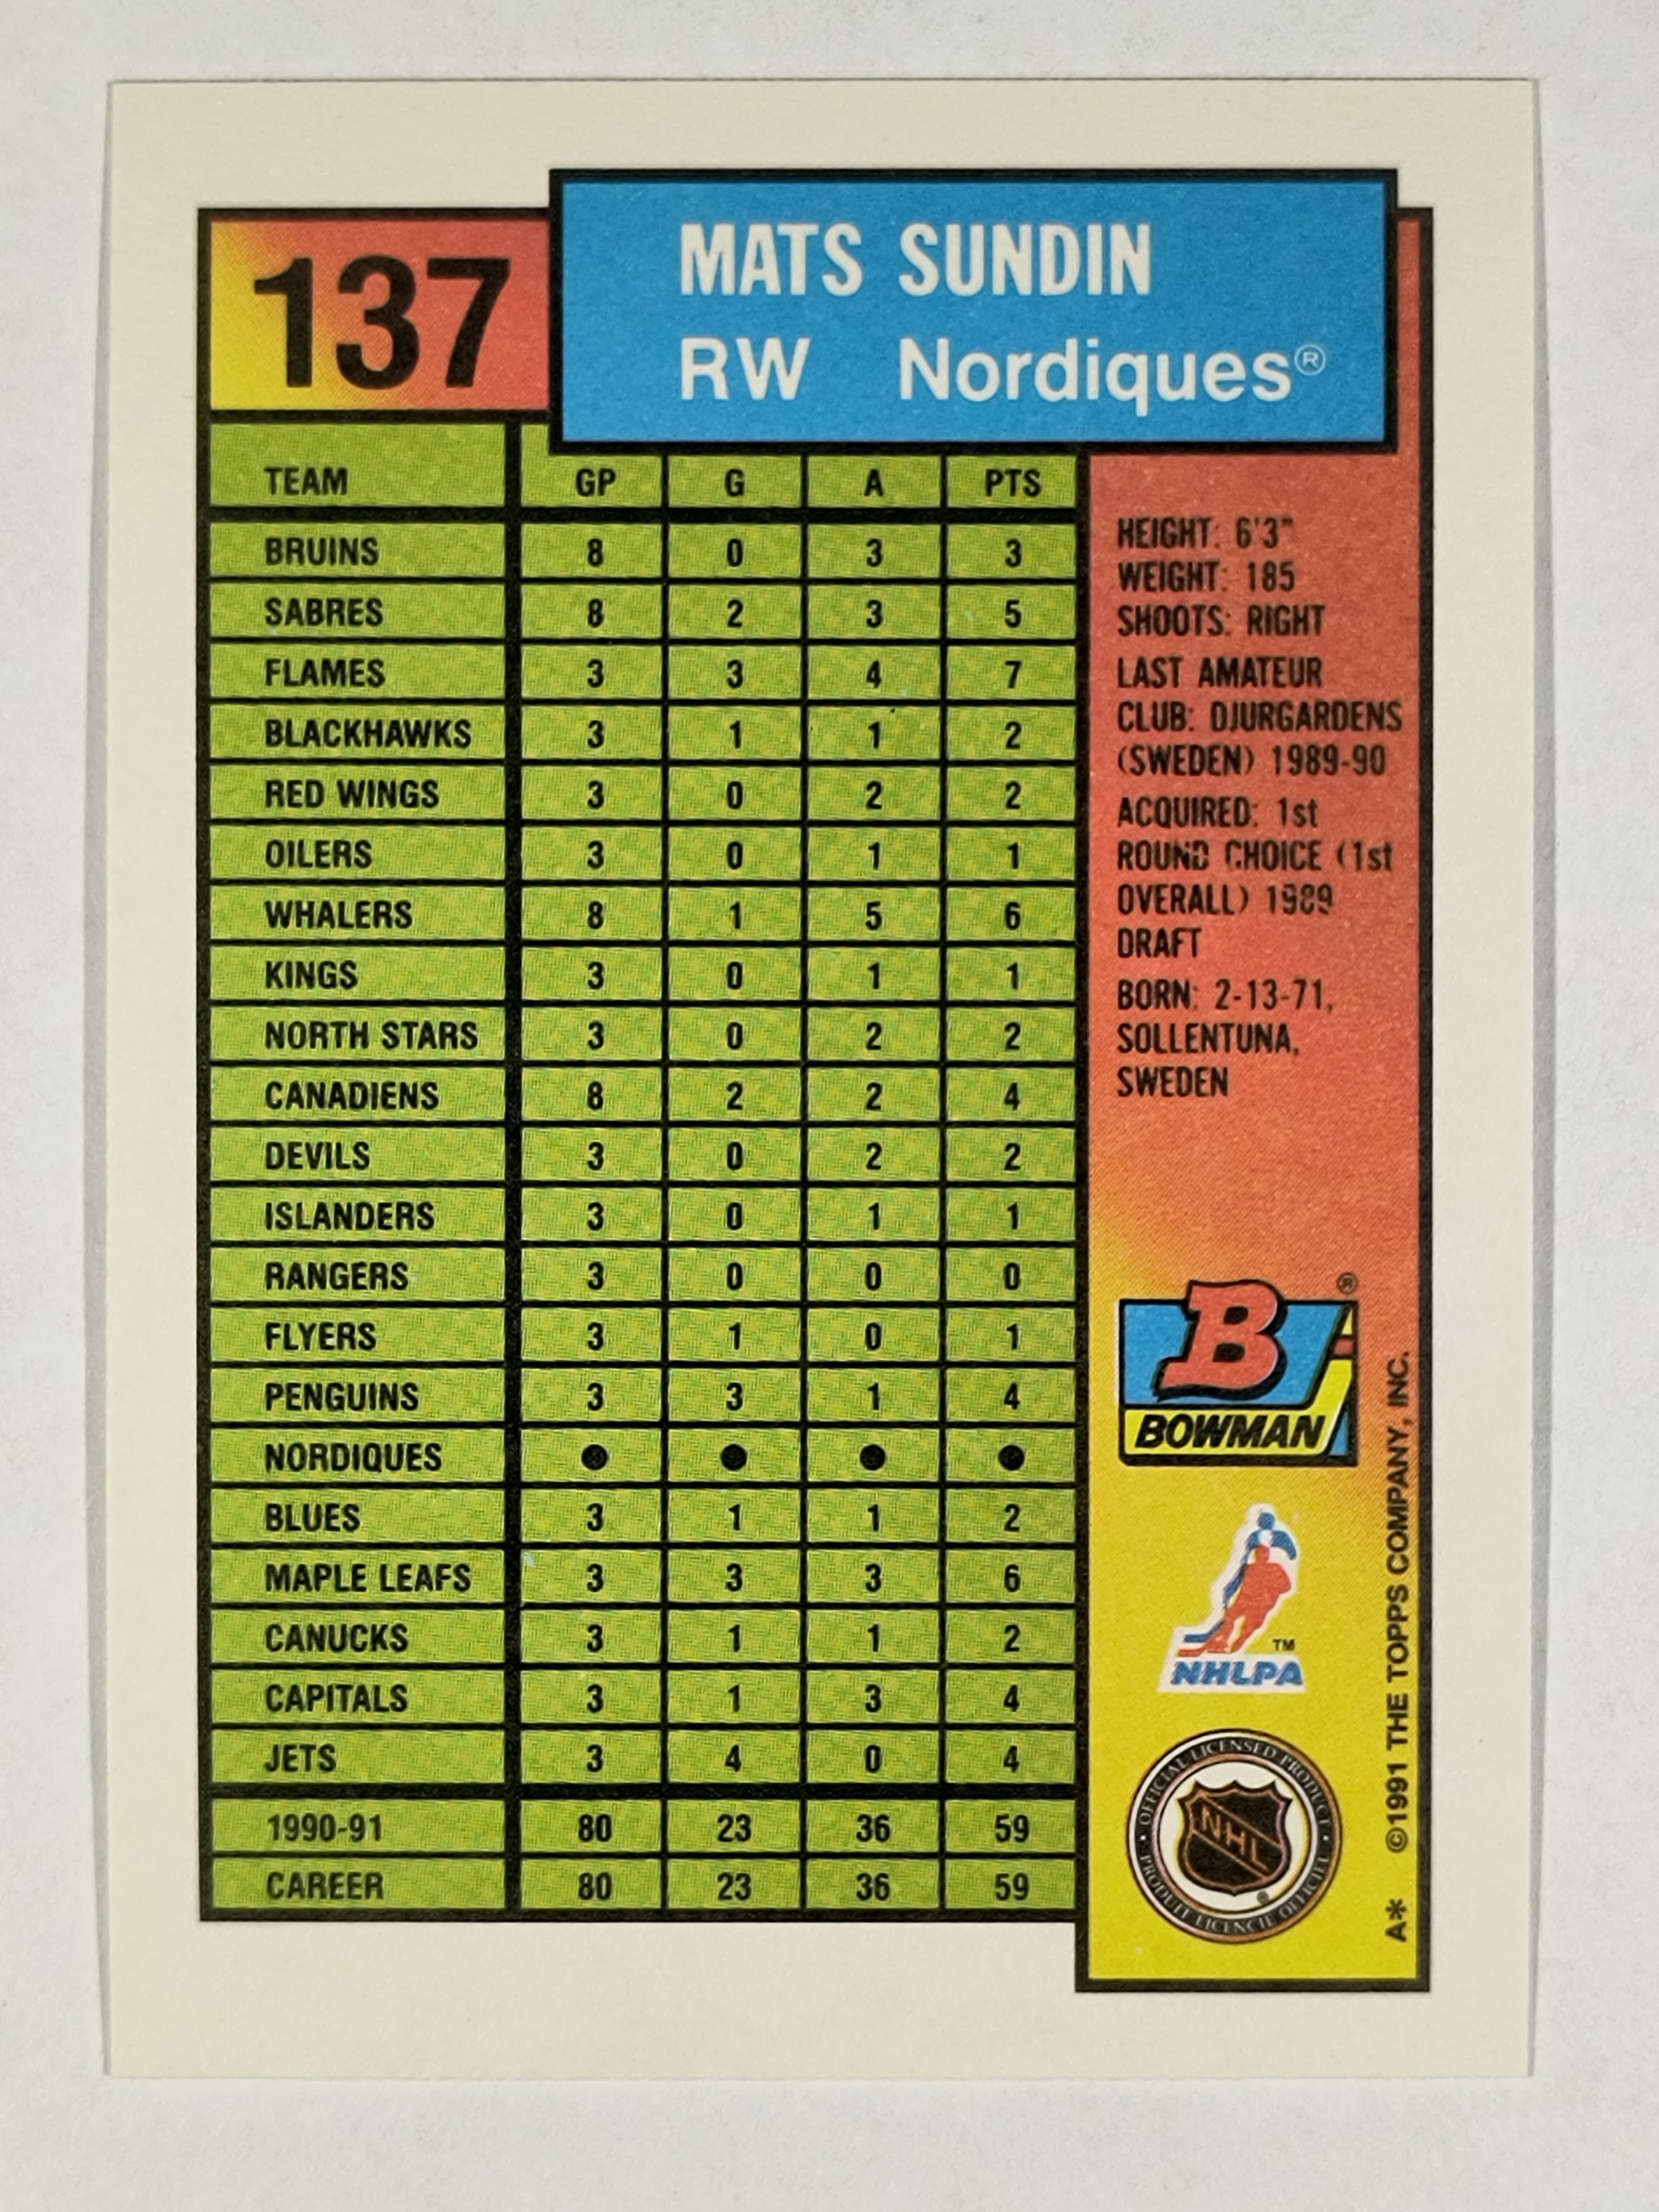 137
MATS SUNDIN
RW Nordiques®
TEAM GP G A PTS
BRUINS 8 0 3 3
SABRES 8 2 3 5
FLAMES 3 3 4 7
BLACKHAWKS 3 1 1 2
RED WINGS 3 0 2 2
OILERS 3 0 1 1
WHALERS 8 1 5 6
KINGS 3 0 1 1
NORTH STARS 3 0 2 2
CANADIENS 8 2 2 4
DEVILS 3 0 2 2
ISLANDERS 3 0 1 1
RANGERS 3 0 0 0
FLYERS 3 1 0 1
PENGUINS 3 3 1 4
NORDIQUES ● ● ● ●
BLUES 3 1 1 2
MAPLE LEAFS 3 3 3 6
CANUCKS 3 1 1 2
CAPITALS 3 1 3 4
JETS 3 4 0 4
1990-91 80 23 36 59
CAREER 80 23 36 59
HEIGHT: 6'3"
WEIGHT: 185
SHOOTS: RIGHT
LAST AMATEUR
CLUB: DJURGARDENS
(SWEDEN) 1989-90
ACQUIRED: 1st
ROUND CHOICE (1st
OVERALL) 1989
DRAFT
BORN: 2-13-71,
SOLLENTUNA,
SWEDEN
B®
BOWMAN
™
NHLPA
• OFFICIAL LICENSED PRODUCT •
NHL®
PRODUIT LICENCIE OFFICIEL
A* ©1991 THE TOPPS COMPANY, INC.